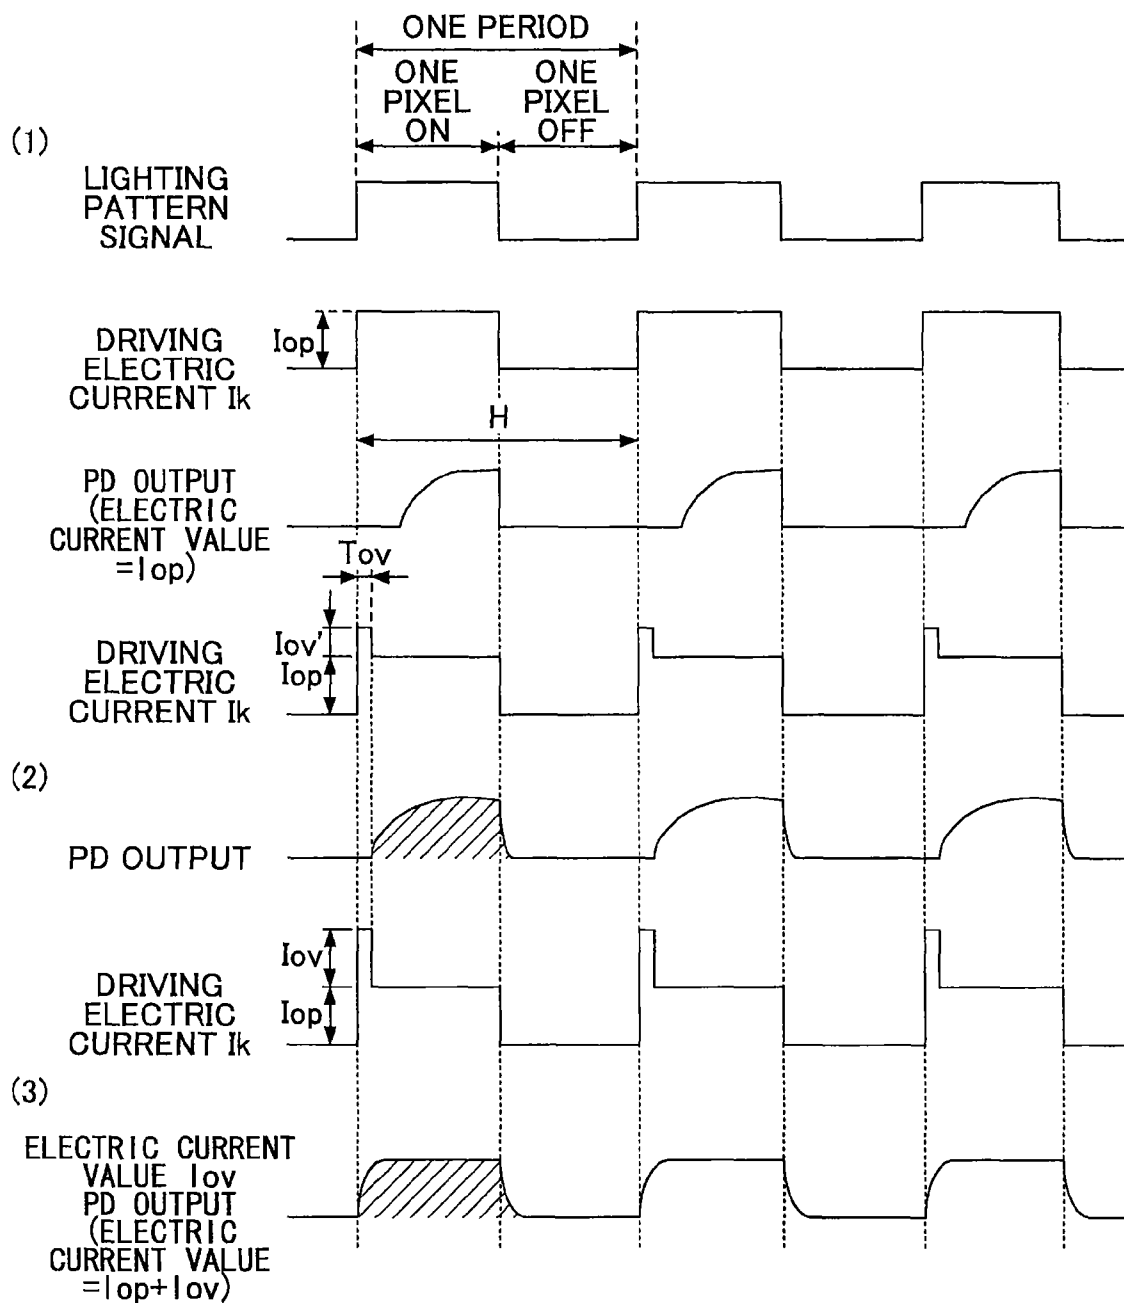 ONE PERIOD
ONE
PIXEL
ON
ONE
PIXEL
OFF
(1)
LIGHTING
PATTERN
SIGNAL
DRIVING
ELECTRIC
CURRENT Ik
Iop
H
PD OUTPUT
(ELECTRIC
CURRENT VALUE
=Iop)
Tov
DRIVING
ELECTRIC
CURRENT Ik
Iov'
Iop
(2)
PD OUTPUT
DRIVING
ELECTRIC
CURRENT Ik
Iov
Iop
(3)
ELECTRIC CURRENT
VALUE Iov
PD OUTPUT
(ELECTRIC
CURRENT VALUE
=Iop+Iov)